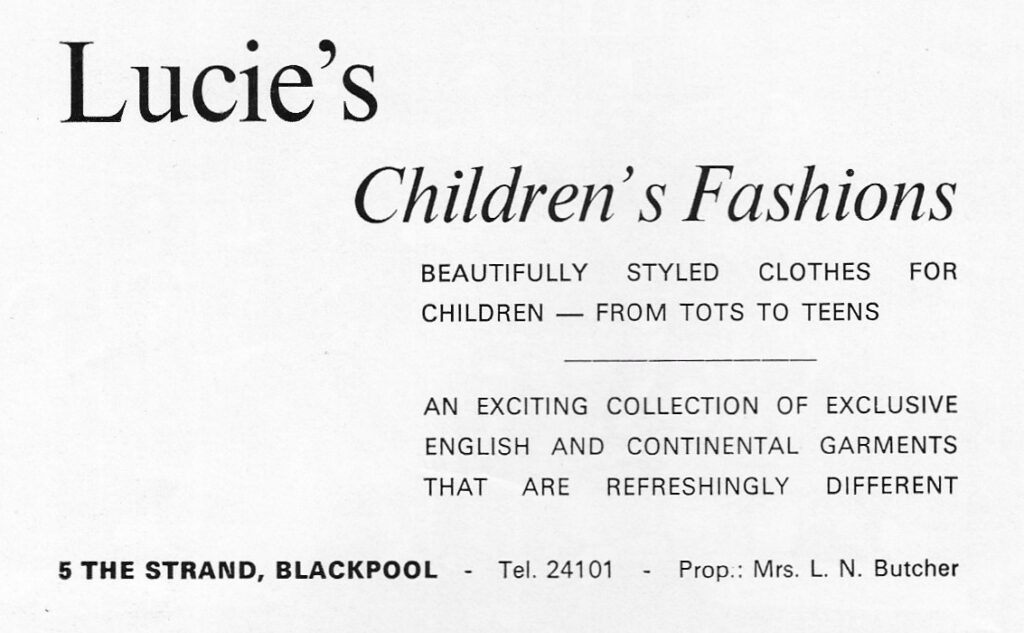 Lucie's
Children's Fashions
BEAUTIFULLY STYLED CLOTHES FOR
CHILDREN — FROM TOTS TO TEENS
AN EXCITING COLLECTION OF EXCLUSIVE
ENGLISH AND CONTINENTAL GARMENTS
THAT ARE REFRESHINGLY DIFFERENT
5 THE STRAND, BLACKPOOL - Tel. 24101 - Prop.: Mrs. L. N. Butcher